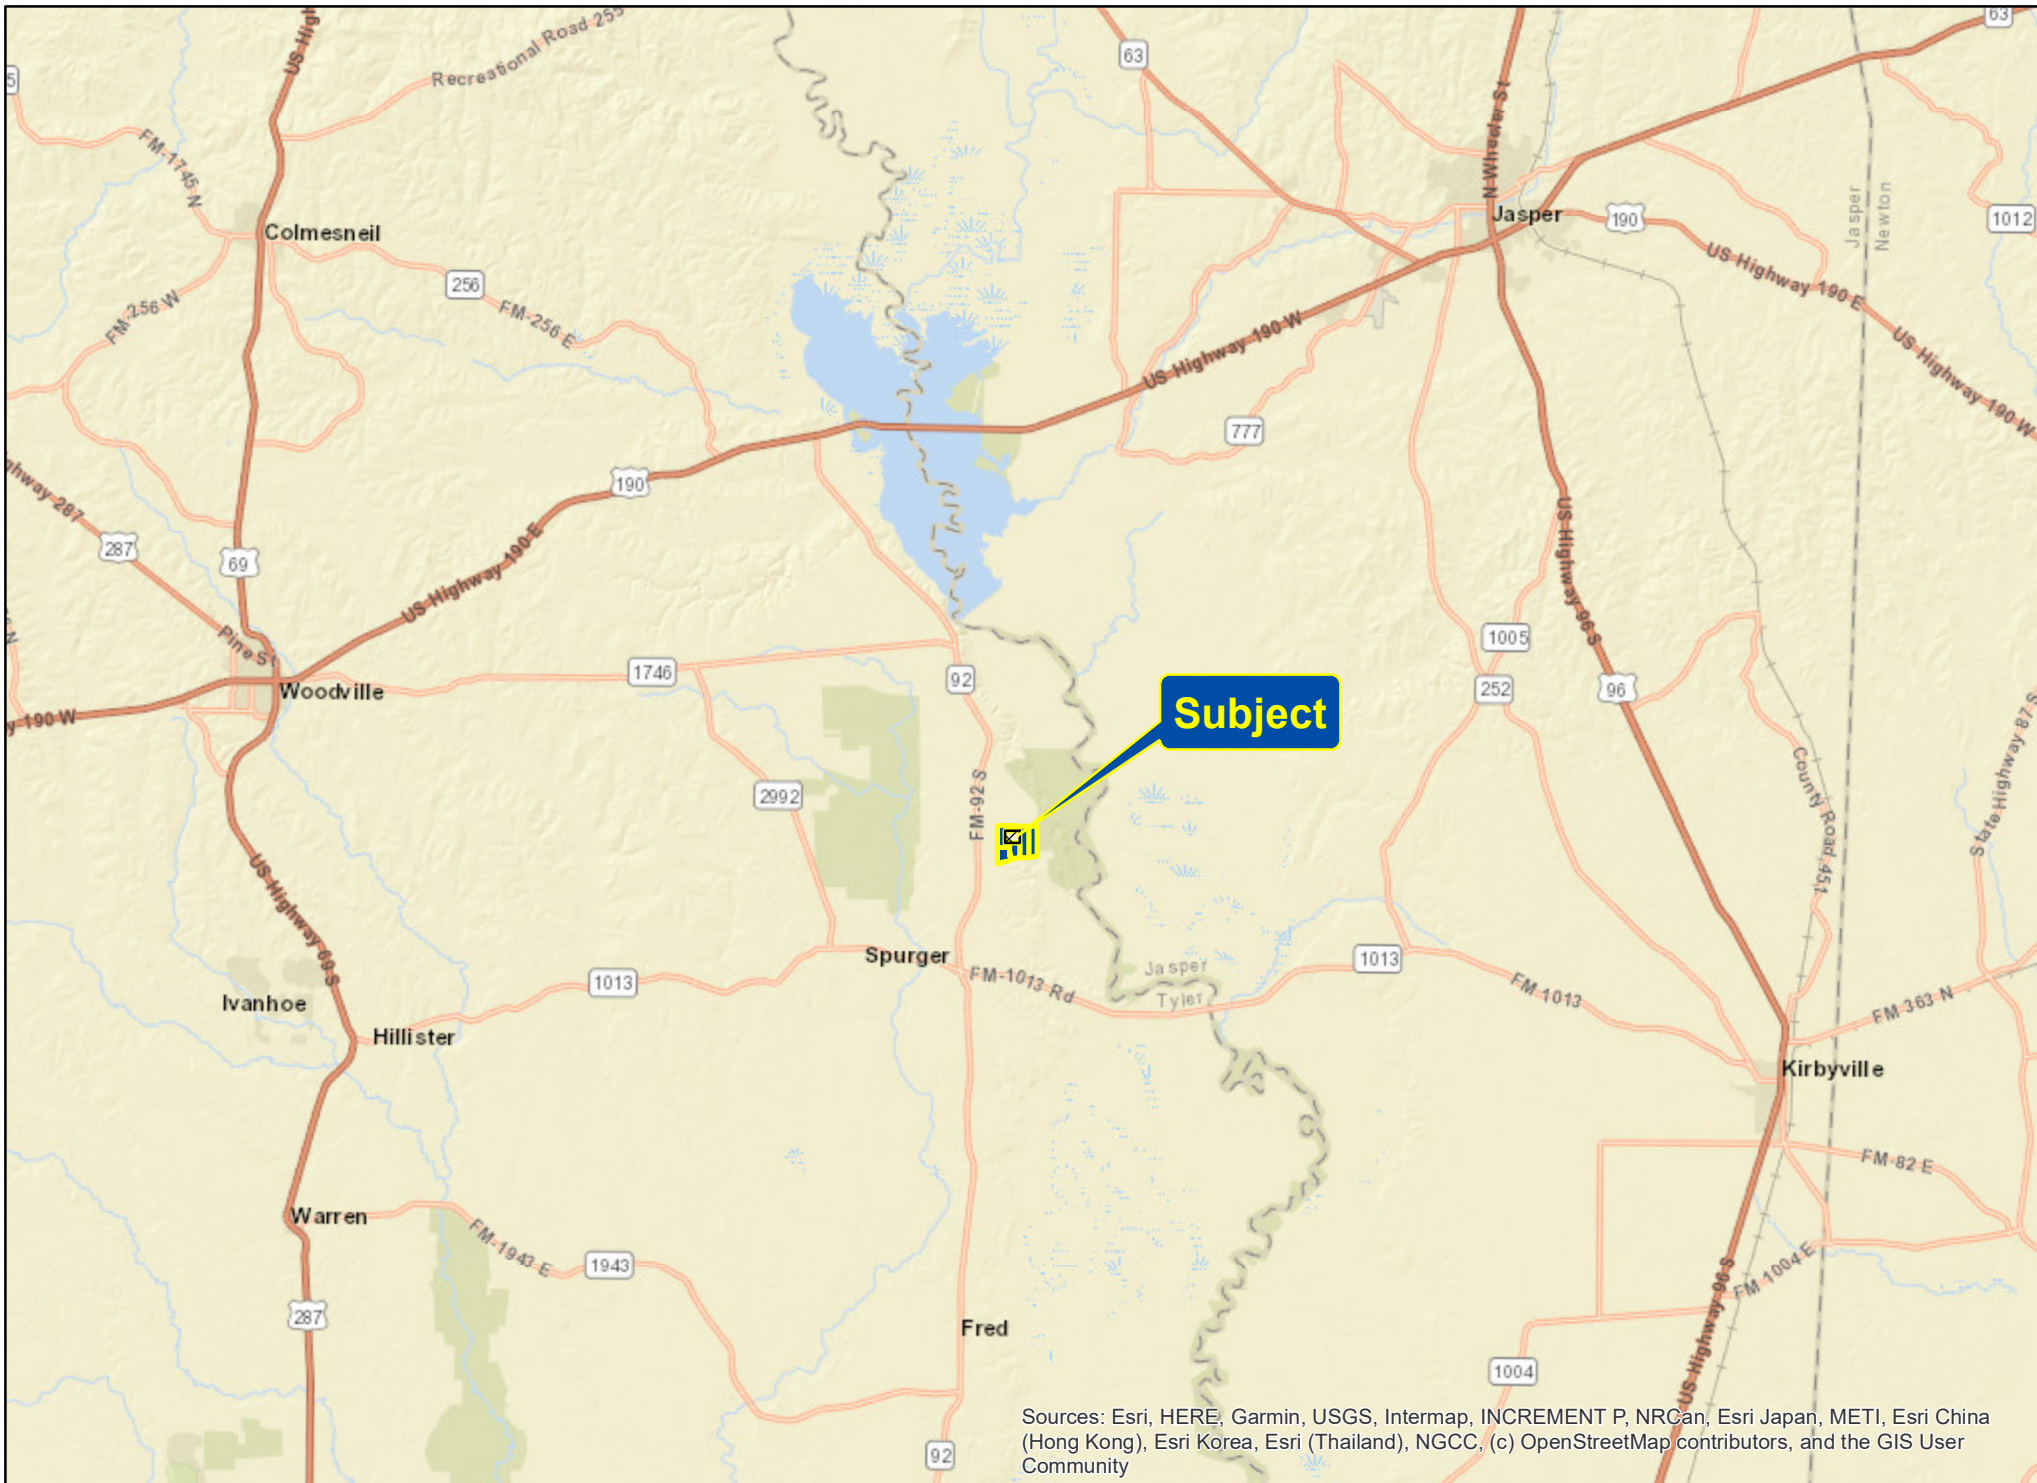 US High
Recreational Road 255
63
63
5
FM-1745 N
N Wheeler St
Jasper
Newton
Colmesneil
Jasper
190
1012
US Highway 190 E
256
FM-256 W
FM-256 E
US Highway 190 W
US Highway 190 W
777
ghway 287
190
287
69
US Highway 190 E
US Highway 96 S
Pine St
1005
1746
92
252
96
Woodville
Subject
y 190 W
State Highway 87 S
FM-92 S
2992
County Road 451
US Highway 69 S
Spurger
1013
Jasper
Tyler
FM-1013 Rd
1013
FM 1013
Ivanhoe
FM 363 N
Hillister
Kirbyville
FM-82 E
Warren
FM-1943 E
1943
FM 1004 E
287
Fred
US Highway 96 S
1004
92
Sources: Esri, HERE, Garmin, USGS, Intermap, INCREMENT P, NRCan, Esri Japan, METI, Esri China
(Hong Kong), Esri Korea, Esri (Thailand), NGCC, (c) OpenStreetMap contributors, and the GIS User
Community